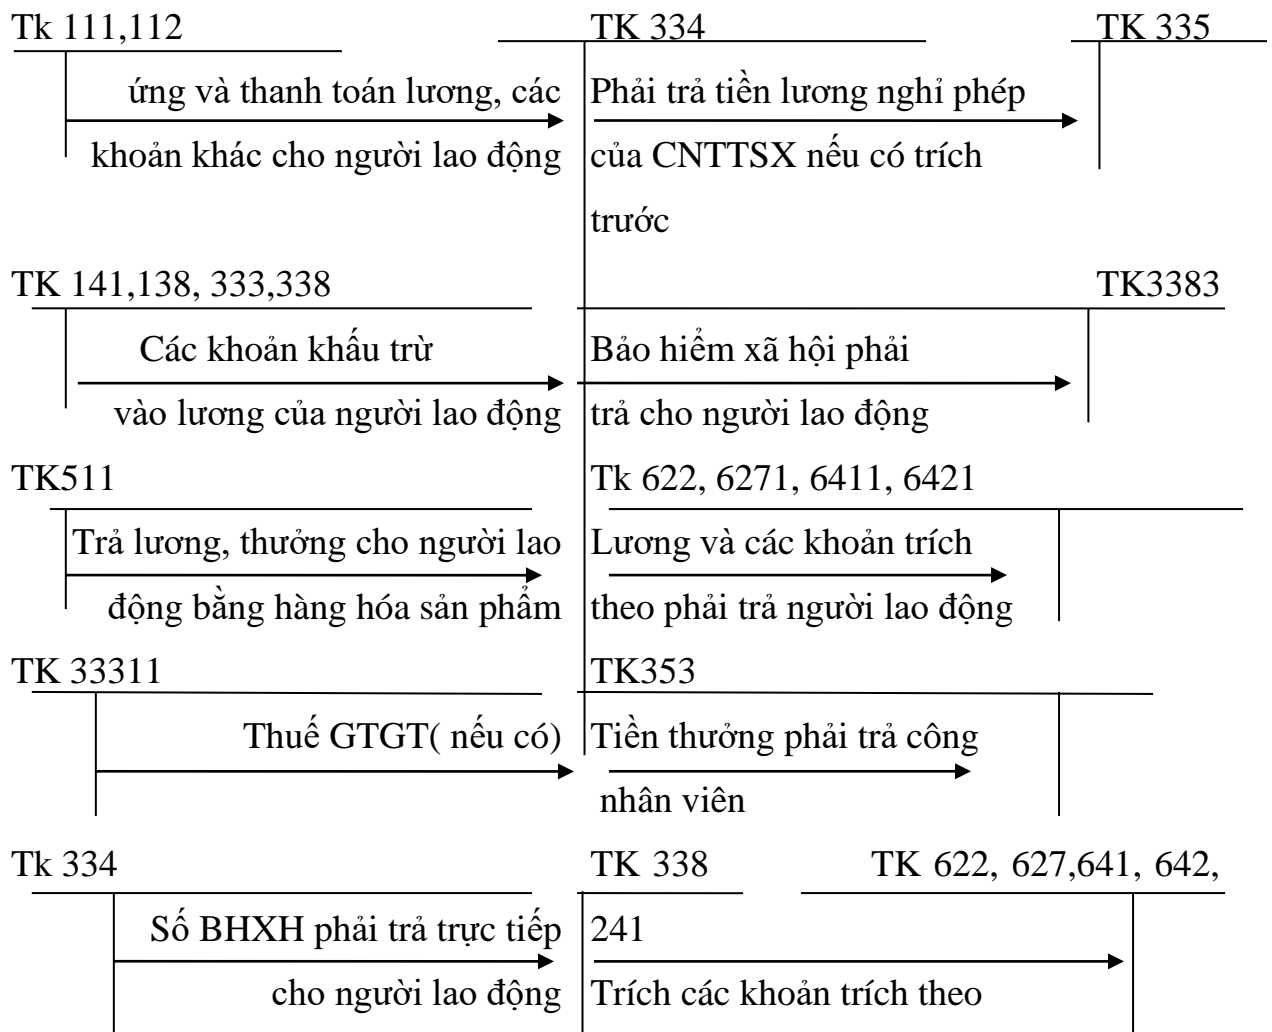 Tk 111,112 TK 334 TK 335
ứng và thanh toán lương, các Phải trả tiền lương nghỉ phép
khoản khác cho người lao động của CNTTSX nếu có trích
trước
TK 141,138, 333,338 TK3383
Các khoản khấu trừ Bảo hiểm xã hội phải
vào lương của người lao động trả cho người lao động
TK511 Tk 622, 6271, 6411, 6421
Trả lương, thưởng cho người lao Lương và các khoản trích
động bằng hàng hóa sản phẩm theo phải trả người lao động
TK 33311 TK353
Thuế GTGT( nếu có) Tiền thưởng phải trả công
nhân viên
Tk 334 TK 338 TK 622, 627,641, 642,
Số BHXH phải trả trực tiếp 241
cho người lao động Trích các khoản trích theo